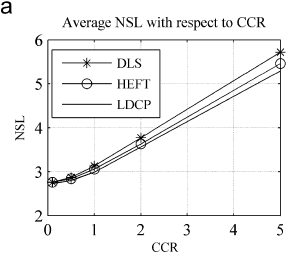 a
Average NSL with respect to CCR
6
DLS
HEFT
LDCP
5
4
NSL
3
2
0 1 2 3 4 5
CCR